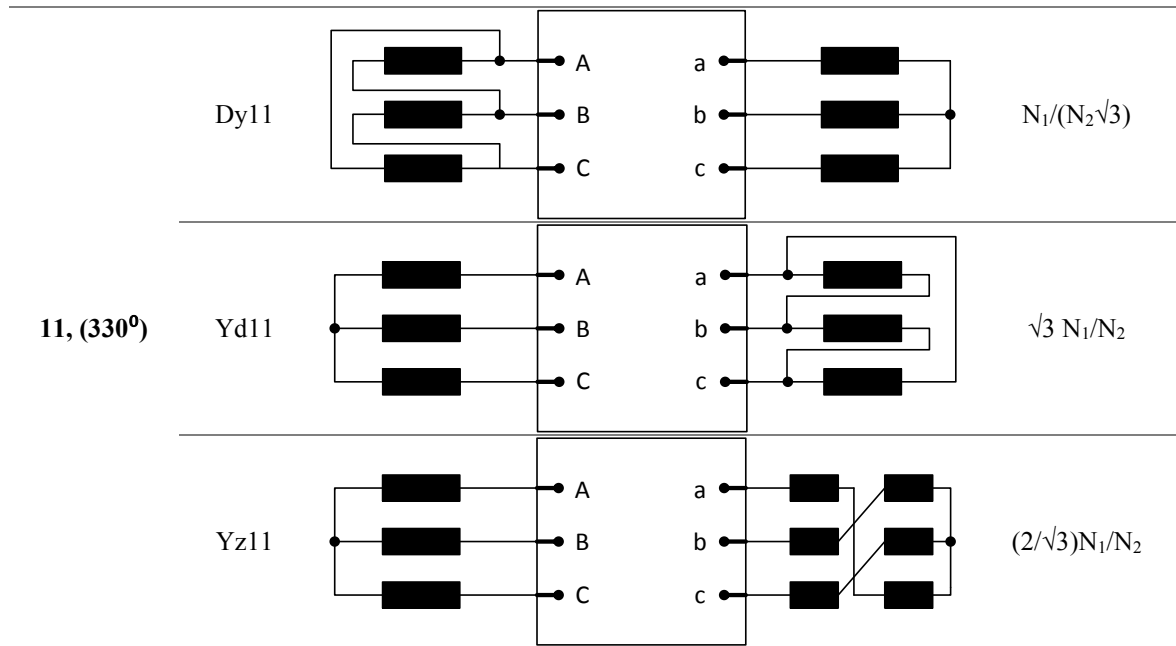 A a
Dy11 B b N₁/(N₂√3)
C c
A a
11, (330⁰) Yd11 B b √3 N₁/N₂
C c
A a
Yz11 B b (2/√3)N₁/N₂
C c